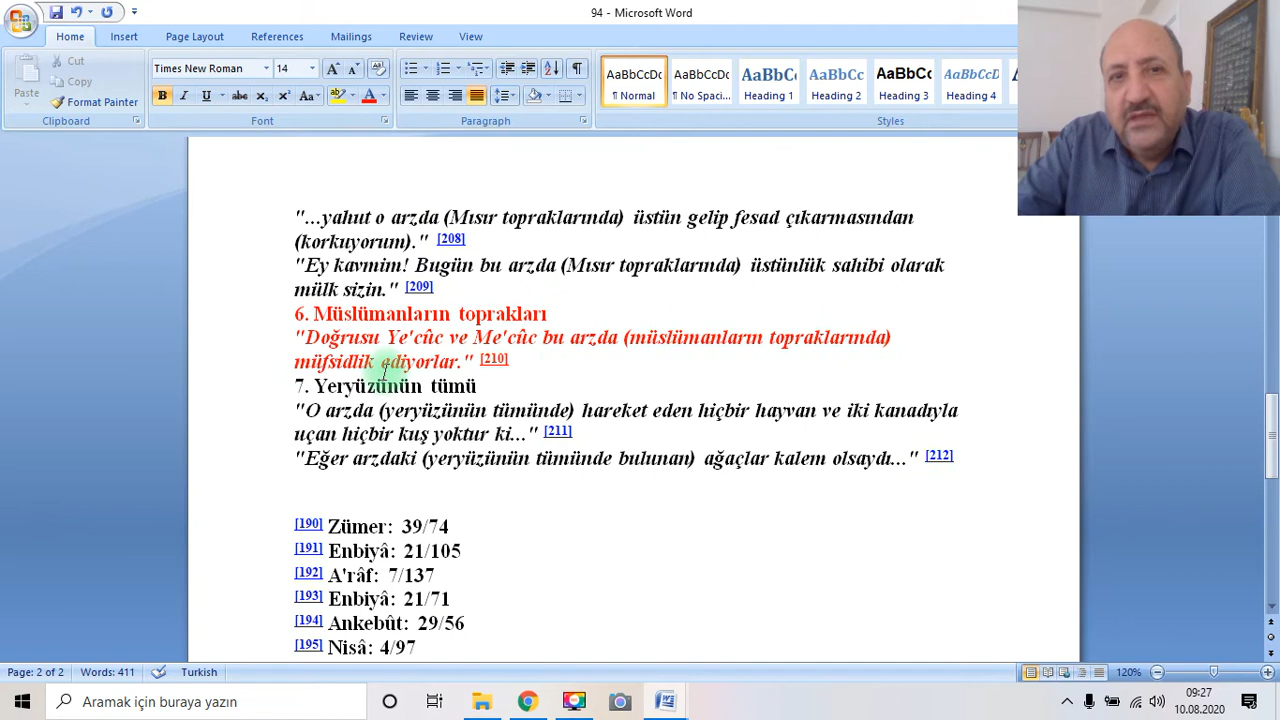 94 - Microsoft Word
Home Insert Page Layout References Mailings Review View
Paste
Cut
Copy
Format Painter
Clipboard
Times New Roman 14
Font
Paragraph
AaBbCcDc AaBbCcDc AaBbCc AaBbCc AaBbCc AaBbCcD
¶ Normal ¶ No Spaci... Heading 1 Heading 2 Heading 3 Heading 4
Styles
"...yahut o arzda (Mısır topraklarında) üstün gelip fesad çıkarmasından
(korkuyorum)." [208]
"Ey kavmim! Bugün bu arzda (Mısır topraklarında) üstünlük sahibi olarak
mülk sizin." [209]
6. Müslümanların toprakları
"Doğrusu Ye'cûc ve Me'cûc bu arzda (müslümanların topraklarında)
müfsidlik ediyorlar." [210]
7. Yeryüzünün tümü
"O arzda (yeryüzünün tümünde) hareket eden hiçbir hayvan ve iki kanadıyla
uçan hiçbir kuş yoktur ki..." [211]
"Eğer arzdaki (yeryüzünün tümünde bulunan) ağaçlar kalem olsaydı..." [212]
[190] Zümer: 39/74
[191] Enbiyâ: 21/105
[192] A'râf: 7/137
[193] Enbiyâ: 21/71
[194] Ankebût: 29/56
[195] Nisâ: 4/97
Page: 2 of 2 Words: 411 Turkish 120%
Aramak için buraya yazın
09:27
10.08.2020